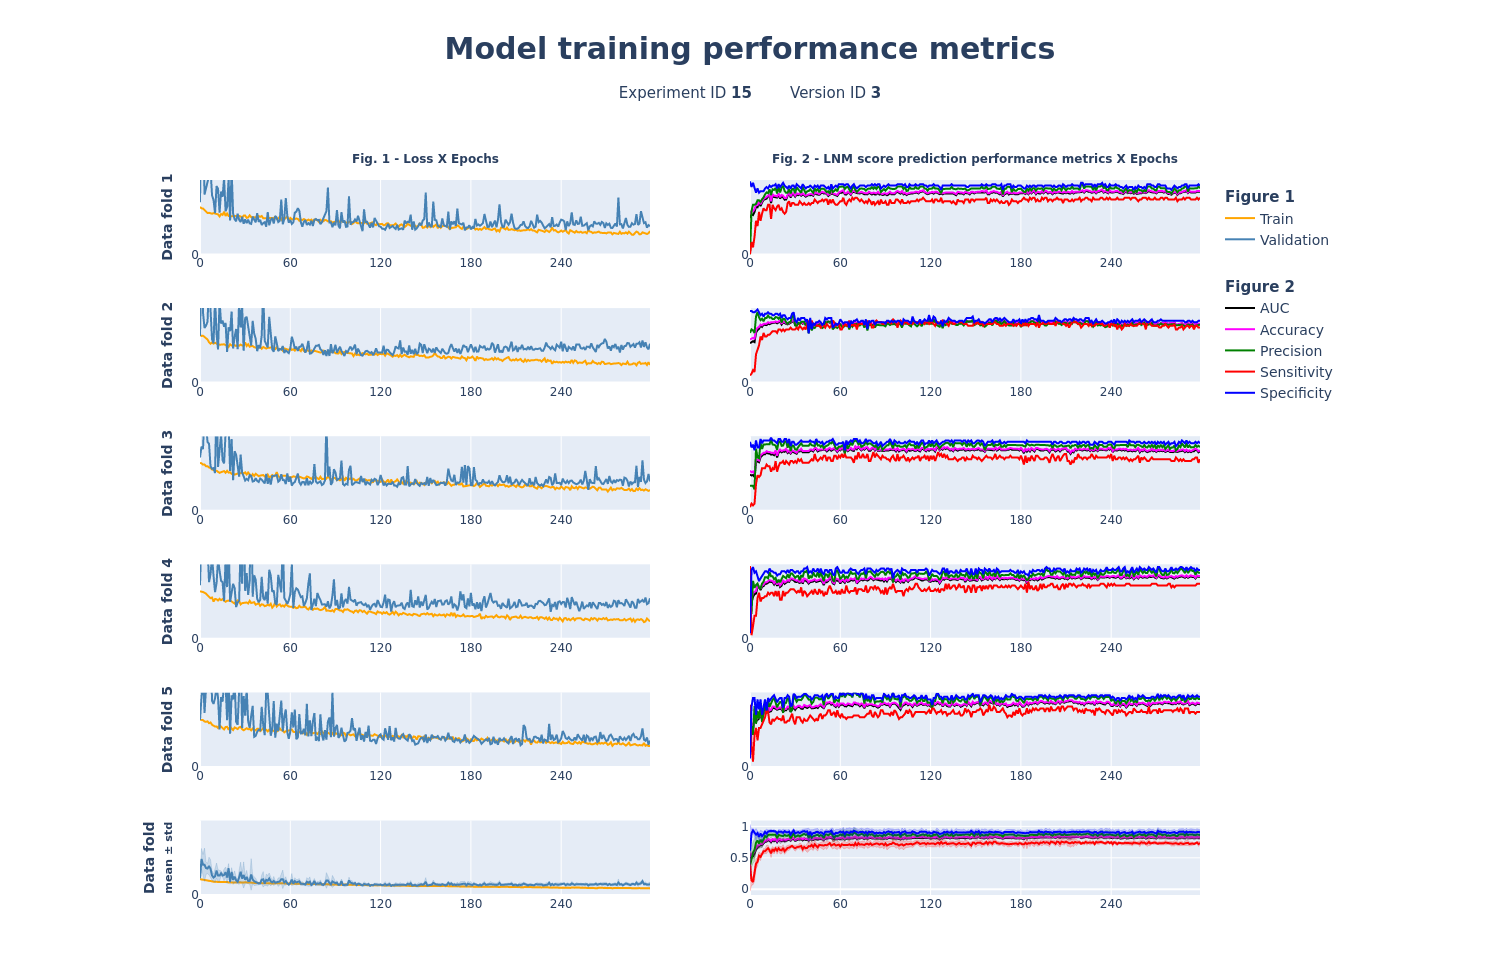 Model training performance metrics
Experiment ID 15 Version ID 3
Fig. 1 - Loss X Epochs
Fig. 2 - LNM score prediction performance metrics X Epochs
Data fold 1
0
0 60 120 180 240
0
0 60 120 180 240
Data fold 2
0
0 60 120 180 240
0
0 60 120 180 240
Data fold 3
0
0 60 120 180 240
0
0 60 120 180 240
Data fold 4
0
0 60 120 180 240
0
0 60 120 180 240
Data fold 5
0
0 60 120 180 240
0
0 60 120 180 240
Data fold
mean ± std
0
0 60 120 180 240
1
0.5
0
0 60 120 180 240
Figure 1
Train
Validation
Figure 2
AUC
Accuracy
Precision
Sensitivity
Specificity